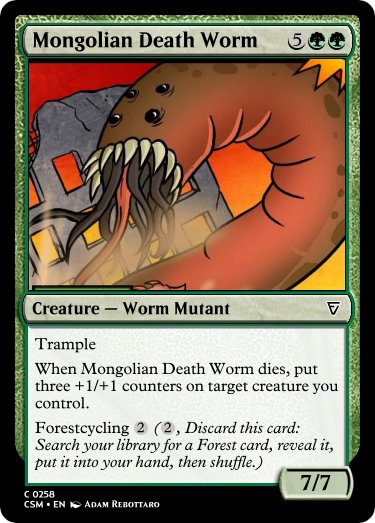 Mongolian Death Worm 5
Creature — Worm Mutant
Trample
When Mongolian Death Worm dies, put
three +1/+1 counters on target creature you
control.
Forestcycling 2 (2, Discard this card:
Search your library for a Forest card, reveal it,
put it into your hand, then shuffle.)
7/7
C 0258
CSM • EN Adam Rebottaro